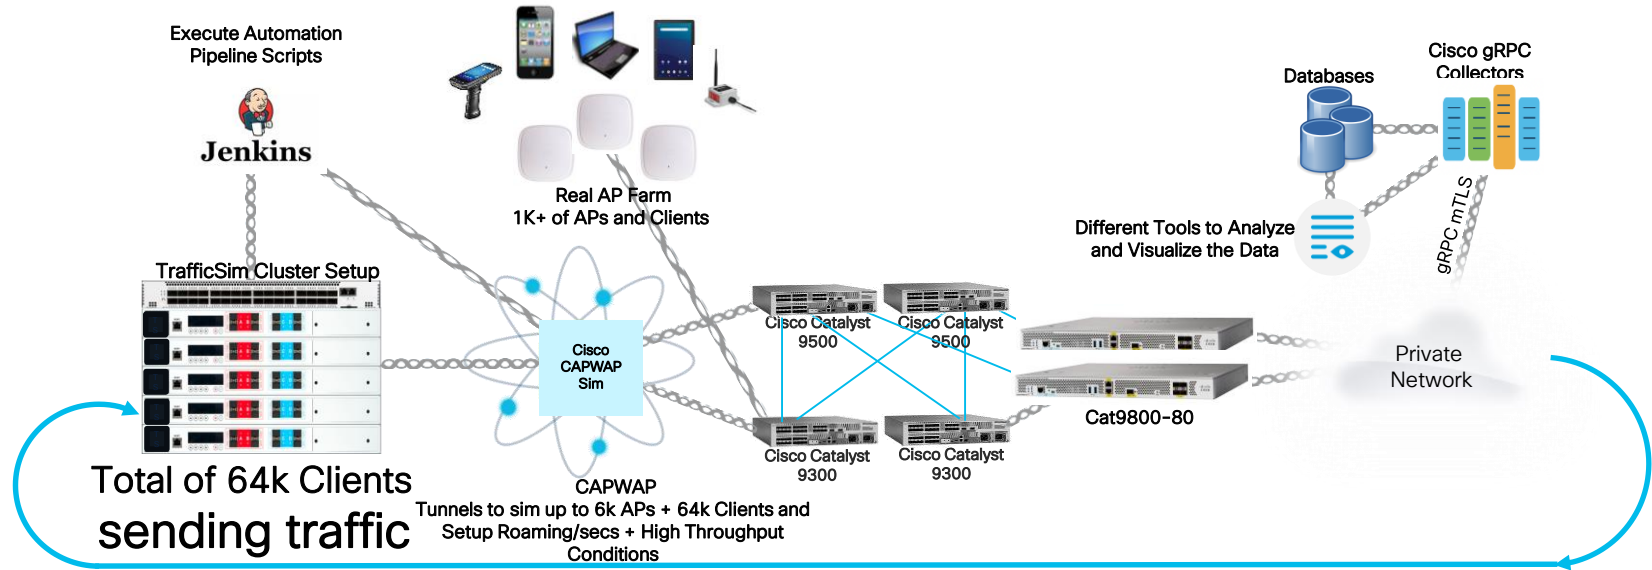 Execute Automation
Pipeline Scripts
Jenkins
Real AP Farm
1K+ of APs and Clients
Databases
Cisco gRPC
Collectors
gRPC mTLS
Different Tools to Analyze
and Visualize the Data
TrafficSim Cluster Setup
Cisco
CAPWAP
Sim
Cisco Catalyst
9500
Cisco Catalyst
9500
Cisco Catalyst
9300
Cisco Catalyst
9300
Cat9800-80
Private
Network
Total of 64k Clients
sending traffic
CAPWAP
Tunnels to sim up to 6k APs + 64k Clients and
Setup Roaming/secs + High Throughput
Conditions